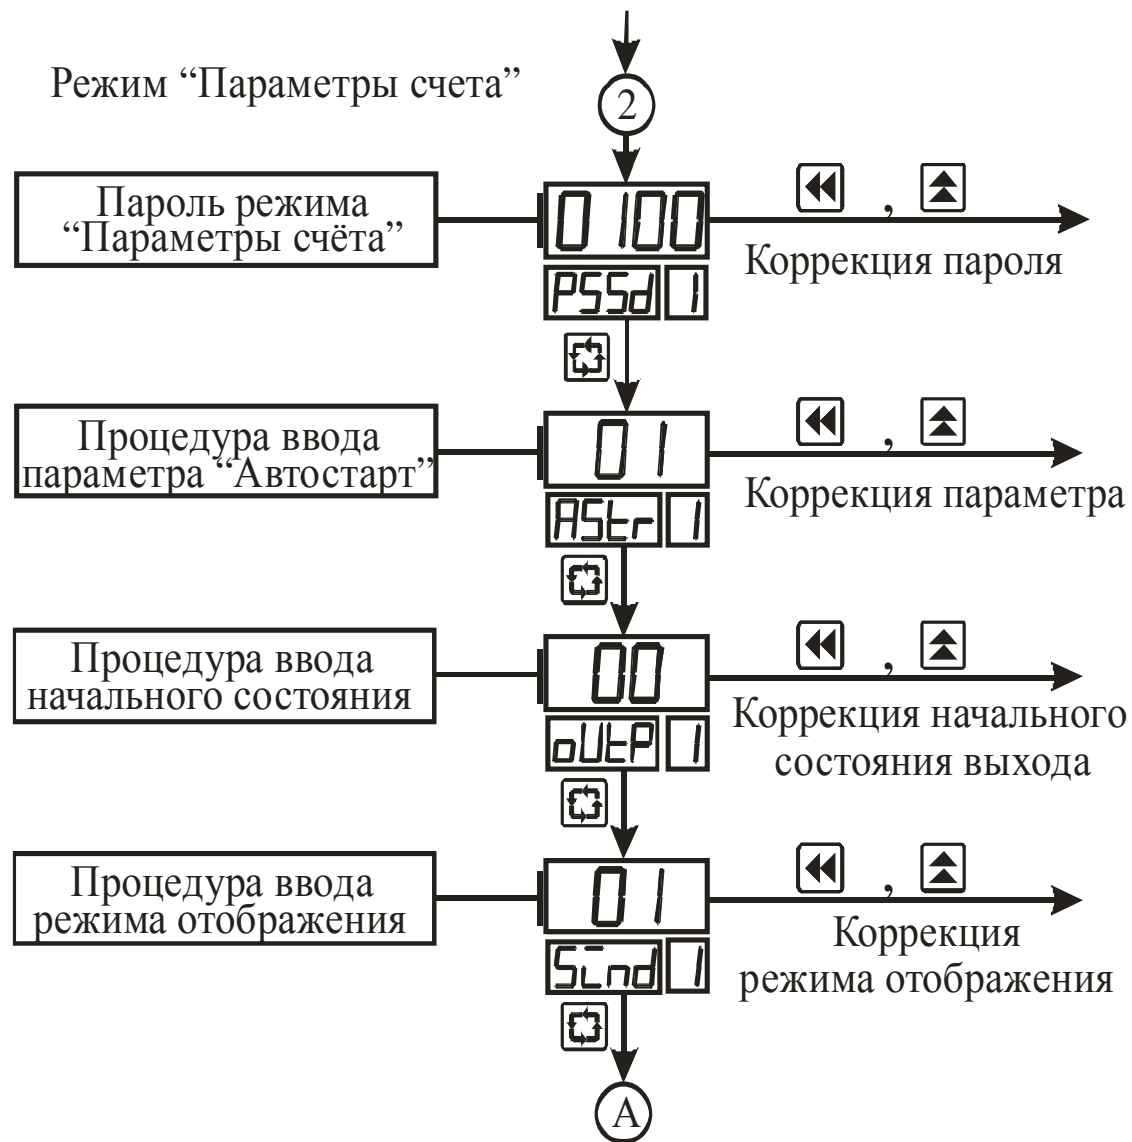 Режим “Параметры счета”
2
Пароль режима
“Параметры счёта”
0100
,
Коррекция пароля
PSSd 1
Процедура ввода
параметра “Автостарт”
01
,
Коррекция параметра
AStr 1
Процедура ввода
начального состояния
00
,
Коррекция начального
состояния выхода
oUtP 1
Процедура ввода
режима отображения
01
,
Коррекция
режима отображения
Sind 1
А